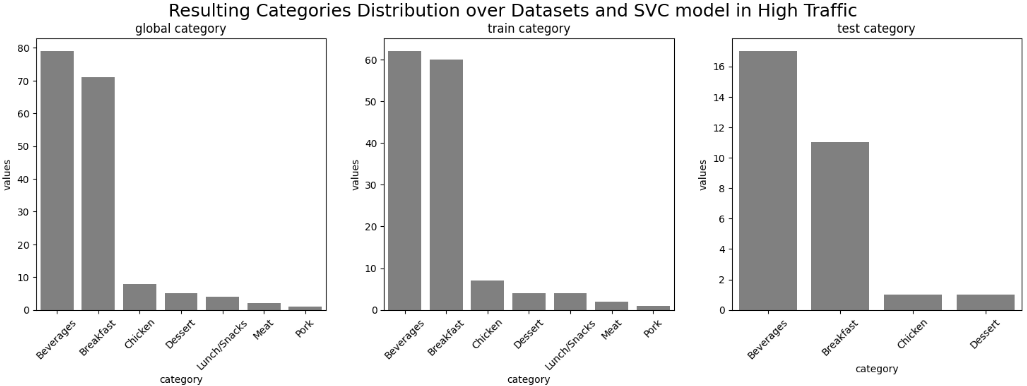 Resulting Categories Distribution over Datasets and SVC model in High Traffic
global category
80
70
60
50
40
30
20
10
0
values
Beverages
Breakfast
Chicken
Dessert
Lunch/Snacks
Meat
Pork
category
train category
60
50
40
30
20
10
0
values
Beverages
Breakfast
Chicken
Dessert
Lunch/Snacks
Meat
Pork
category
test category
16
14
12
10
8
6
4
2
0
values
Beverages
Breakfast
Chicken
Dessert
category